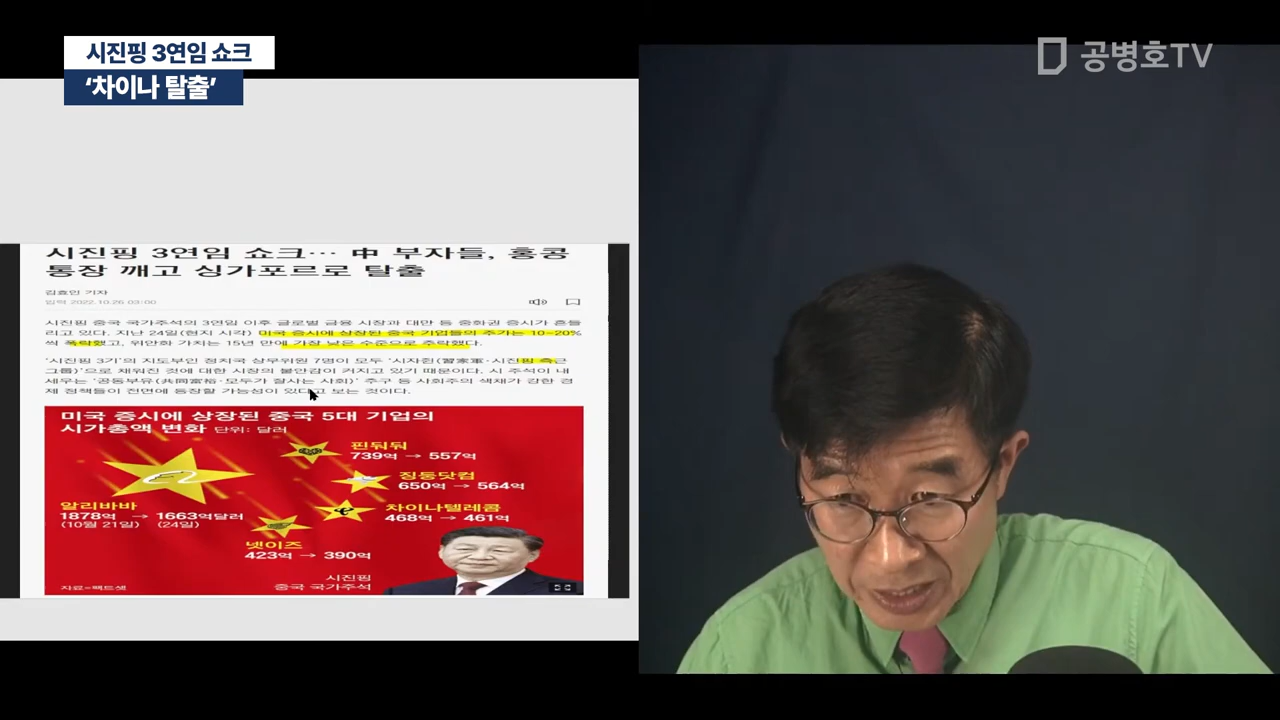 시진핑 3연임 쇼크
‘차이나 탈출’
공병호TV
시진핑 3연임 쇼크… 中 부자들, 홍콩
통장 깨고 싱가포르로 탈출
김효인 기자
입력 2022.10.26 03:00
시진핑 중국 국가주석의 3연임 이후 글로벌 금융 시장과 대만 등 중화권 증시가 흔들
리고 있다. 지난 24일(현지 시각) 미국 증시에 상장된 중국 기업들의 주가는 10~20%
씩 폭락했고, 위안화 가치는 15년 만에 가장 낮은 수준으로 추락했다.
‘시진핑 3기’의 지도부인 정치국 상무위원 7명이 모두 ‘시자쥔(習家軍·시진핑 측근
그룹)’으로 채워진 것에 대한 시장의 불안감이 커지고 있기 때문이다. 시 주석이 내
세우는 ‘공동부유(共同富裕·모두가 잘사는 사회)’ 추구 등 사회주의 색채가 강한 경
제 정책들이 전면에 등장할 가능성이 있다고 보는 것이다.
미국 증시에 상장된 중국 5대 기업의
시가총액 변화 단위: 달러
핀둬둬
739억 → 557억
징둥닷컴
650억 → 564억
알리바바
1878억 → 1663억달러
(10월 21일) (24일)
차이나텔레콤
468억 → 461억
넷이즈
423억 → 390억
시진핑
중국 국가주석
자료=팩트셋